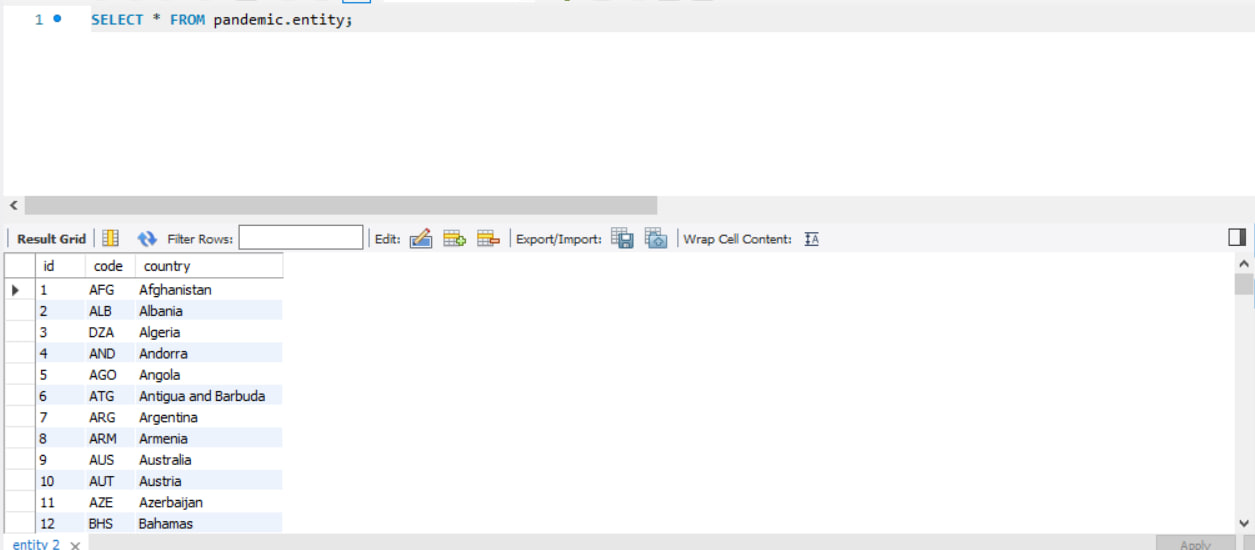 1 SELECT * FROM pandemic.entity;
Result Grid Filter Rows: Edit: Export/Import: Wrap Cell Content: IA
id code country
1 AFG Afghanistan
2 ALB Albania
3 DZA Algeria
4 AND Andorra
5 AGO Angola
6 ATG Antigua and Barbuda
7 ARG Argentina
8 ARM Armenia
9 AUS Australia
10 AUT Austria
11 AZE Azerbaijan
12 BHS Bahamas
entity 2 × Apply